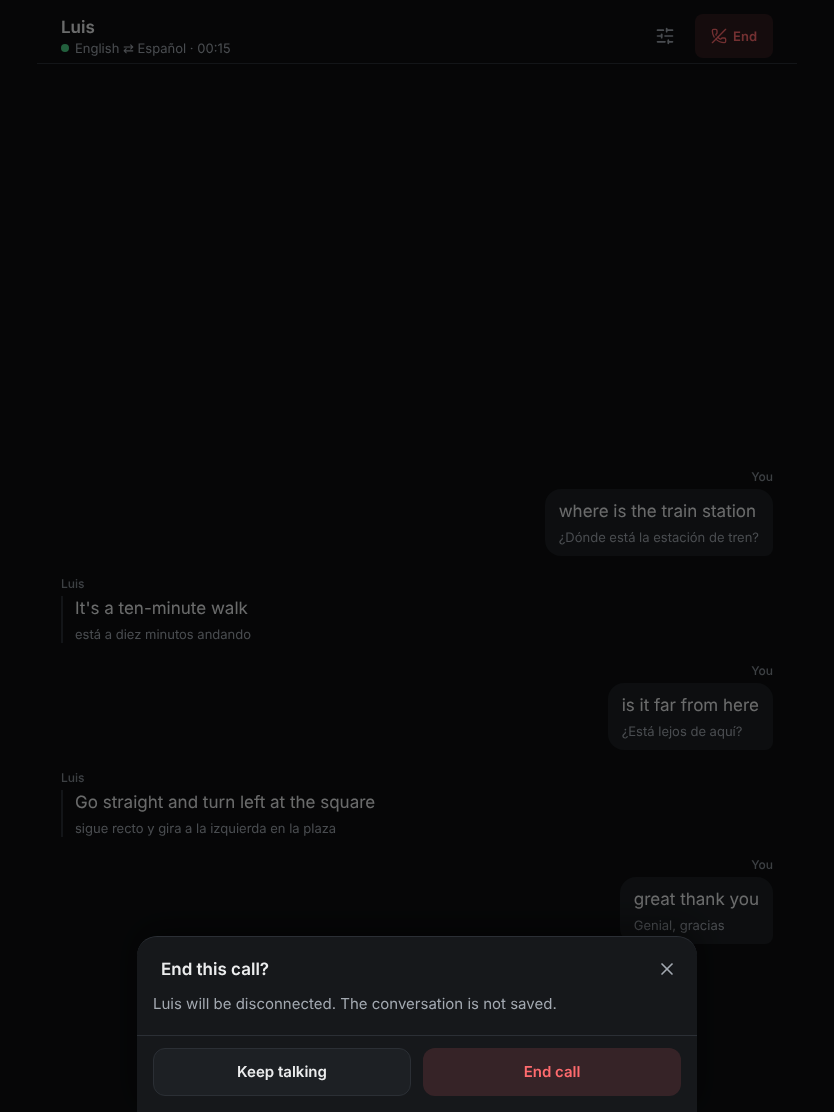 Luis
English ⇄ Español · 00:15
End
You
where is the train station
¿Dónde está la estación de tren?
Luis
It's a ten-minute walk
está a diez minutos andando
You
is it far from here
¿Está lejos de aquí?
Luis
Go straight and turn left at the square
sigue recto y gira a la izquierda en la plaza
You
great thank you
Genial, gracias
End this call?
Luis will be disconnected. The conversation is not saved.
Keep talking
End call